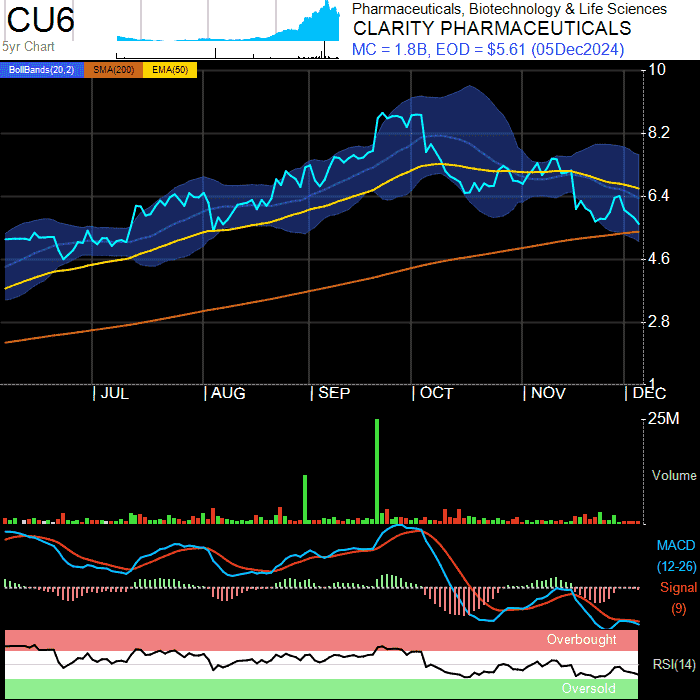 CU6
5yr Chart
Pharmaceuticals, Biotechnology & Life Sciences
CLARITY PHARMACEUTICALS
MC = 1.8B, EOD = $5.61 (05Dec2024)
BollBands(20,2) SMA(200) EMA(50)
10
8.2
6.4
4.6
2.8
1
| JUL | AUG | SEP | OCT | NOV | DEC
25M
Volume
MACD
(12-26)
Signal
(9)
Overbought
RSI(14)
Oversold